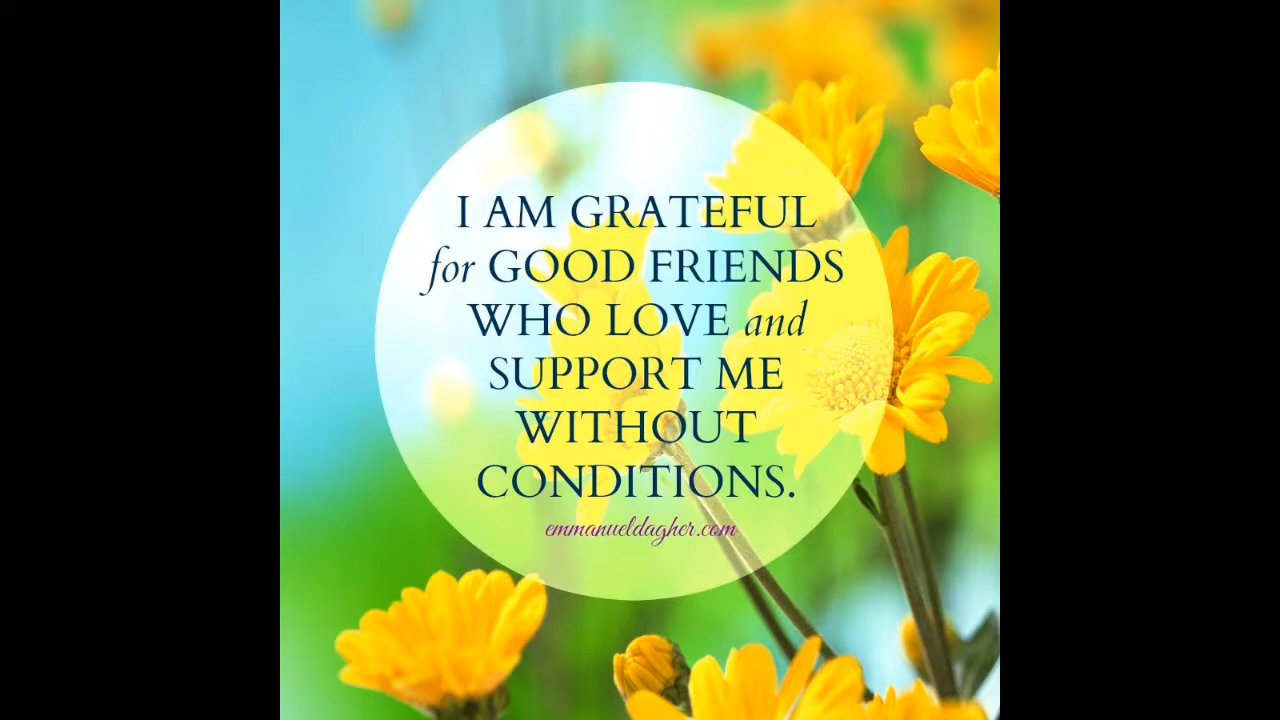 I AM GRATEFUL
for GOOD FRIENDS
WHO LOVE and
SUPPORT ME
WITHOUT
CONDITIONS.
emmanueldagher.com